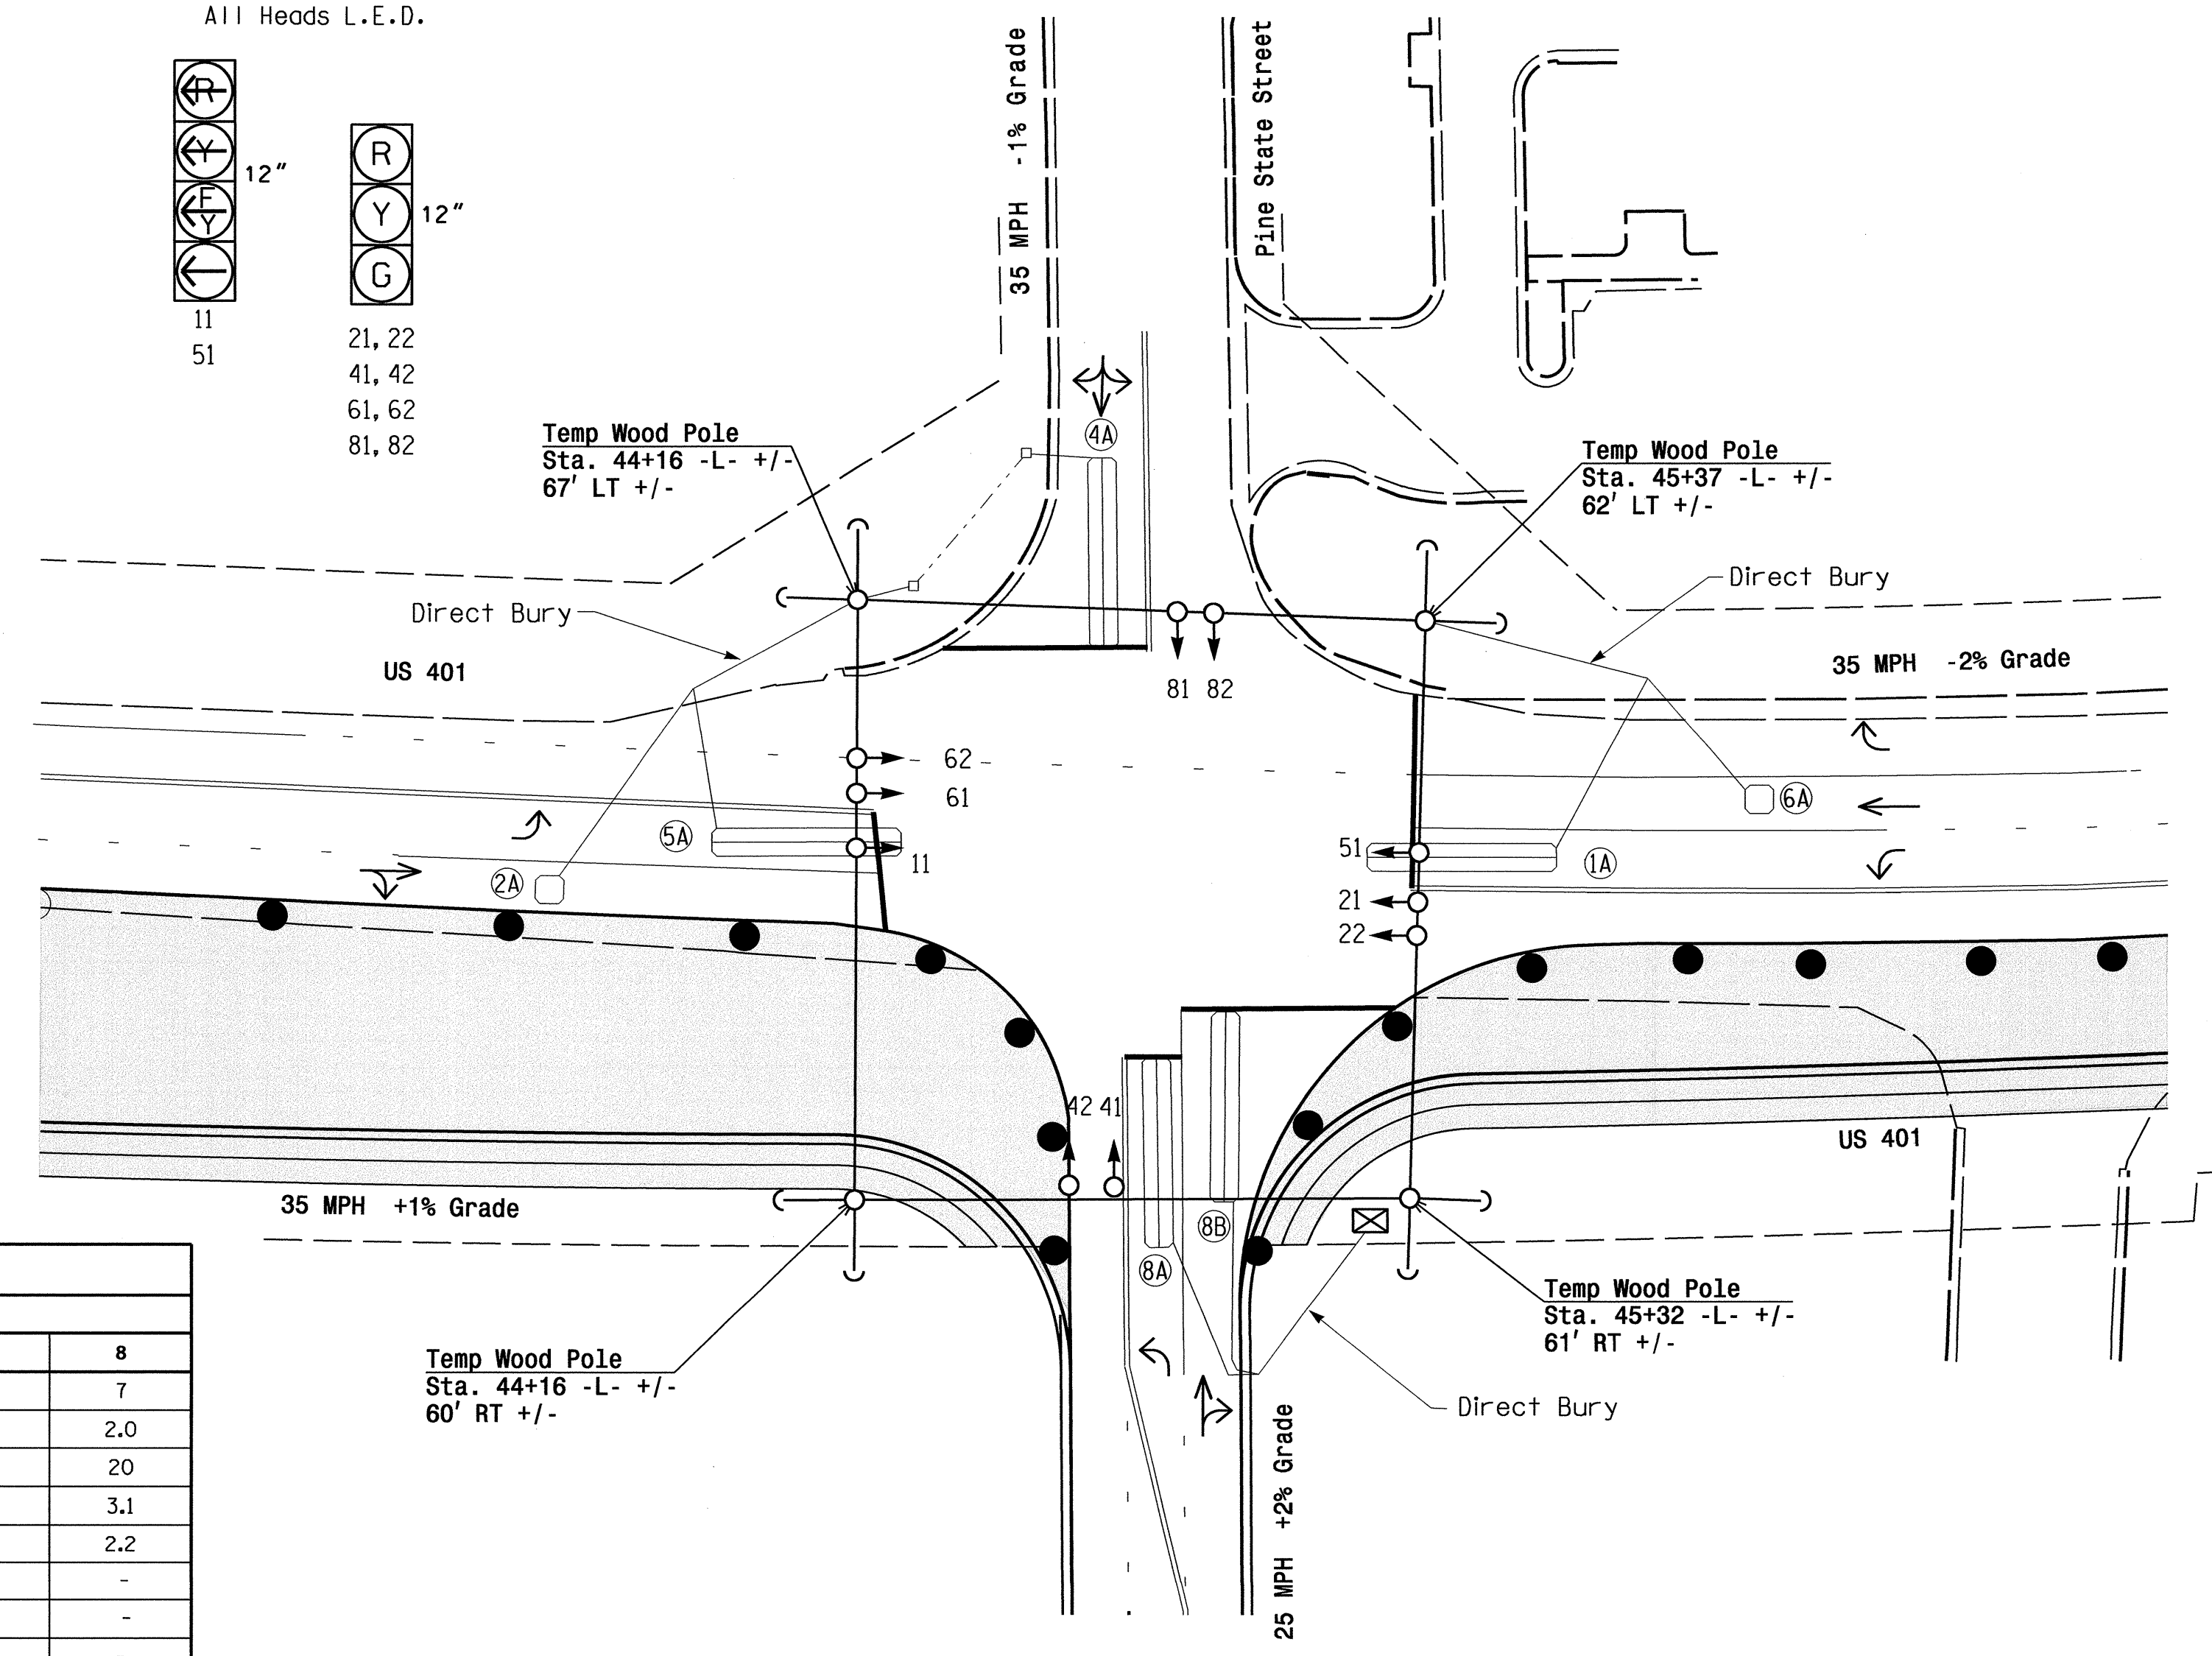 All Heads L.E.D.
R
Y
F
Y
12"
11
51
R
Y
G
12"
21, 22
41, 42
61, 62
81, 82
35 MPH -1% Grade
Pine State Street
4A
Temp Wood Pole
Sta. 44+16 -L- +/-
67' LT +/-
Temp Wood Pole
Sta. 45+37 -L- +/-
62' LT +/-
Direct Bury
Direct Bury
US 401
35 MPH -2% Grade
81 82
62
61
5A
11
51
1A
6A
2A
21
22
42 41
US 401
35 MPH +1% Grade
8B
8A
Temp Wood Pole
Sta. 45+32 -L- +/-
61' RT +/-
Temp Wood Pole
Sta. 44+16 -L- +/-
60' RT +/-
Direct Bury
25 MPH +2% Grade
8
7
2.0
20
3.1
2.2
-
-